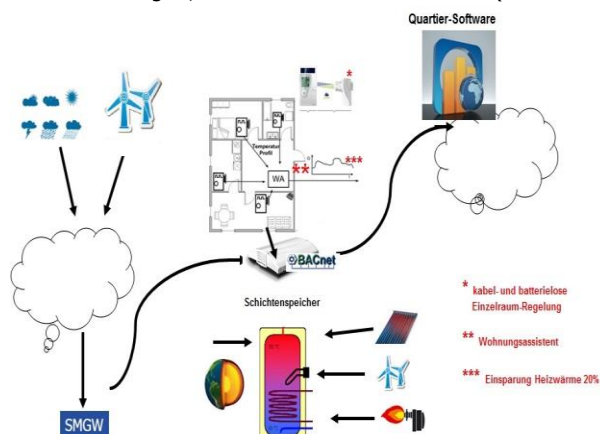 Quartier-Software
*
Temperatur
Profil
WA
**
***
BACnet
Schichtenspeicher
* kabel- und batterielose
Einzelraum-Regelung
** Wohnungsassistent
*** Einsparung Heizwärme 20%
SMGW